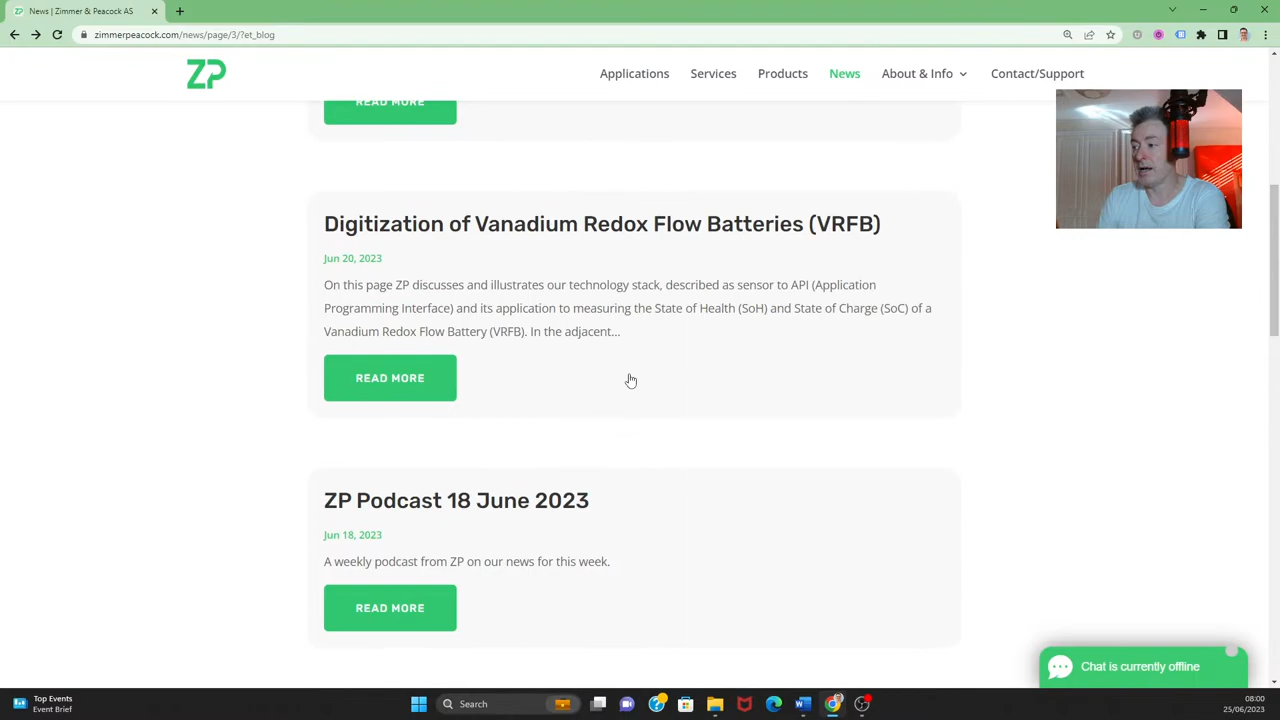 News | Zimmer & Peacock AS
zimmerpeacock.com/news/page/3/?et_blog
ZP
Applications
Services
Products
News
About & Info
Contact/Support
READ MORE
Digitization of Vanadium Redox Flow Batteries (VRFB)
Jun 20, 2023
On this page ZP discusses and illustrates our technology stack, described as sensor to API (Application
Programming Interface) and its application to measuring the State of Health (SoH) and State of Charge (SoC) of a
Vanadium Redox Flow Battery (VRFB). In the adjacent...
READ MORE
ZP Podcast 18 June 2023
Jun 18, 2023
A weekly podcast from ZP on our news for this week.
READ MORE
Chat is currently offline
Top Events
Event Brief
Search
08:00
25/06/2023